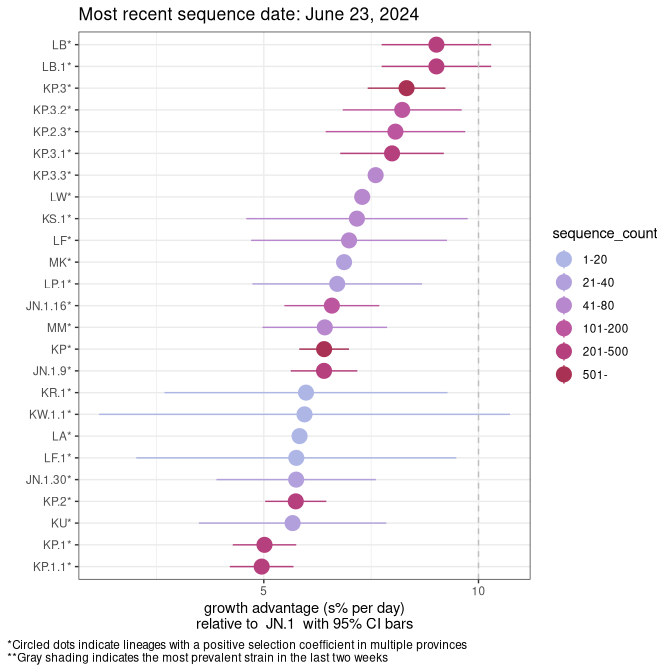 Most recent sequence date: June 23, 2024
LB*
LB.1*
KP.3*
KP.3.2*
KP.2.3*
KP.3.1*
KP.3.3*
LW*
KS.1*
LF*
MK*
LP.1*
JN.1.16*
MM*
KP*
JN.1.9*
KR.1*
KW.1.1*
LA*
LF.1*
JN.1.30*
KP.2*
KU*
KP.1*
KP.1.1*
5
10
growth advantage (s% per day)
relative to JN.1 with 95% CI bars
sequence_count
1-20
21-40
41-80
101-200
201-500
501-
*Circled dots indicate lineages with a positive selection coefficient in multiple provinces
**Gray shading indicates the most prevalent strain in the last two weeks